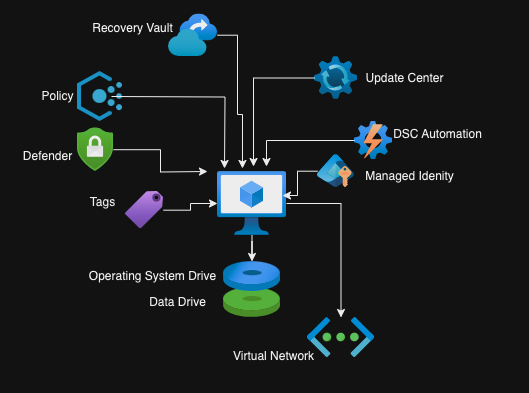 Recovery Vault
Update Center
Policy
DSC Automation
Defender
Managed Idenity
Tags
Operating System Drive
Data Drive
Virtual Network